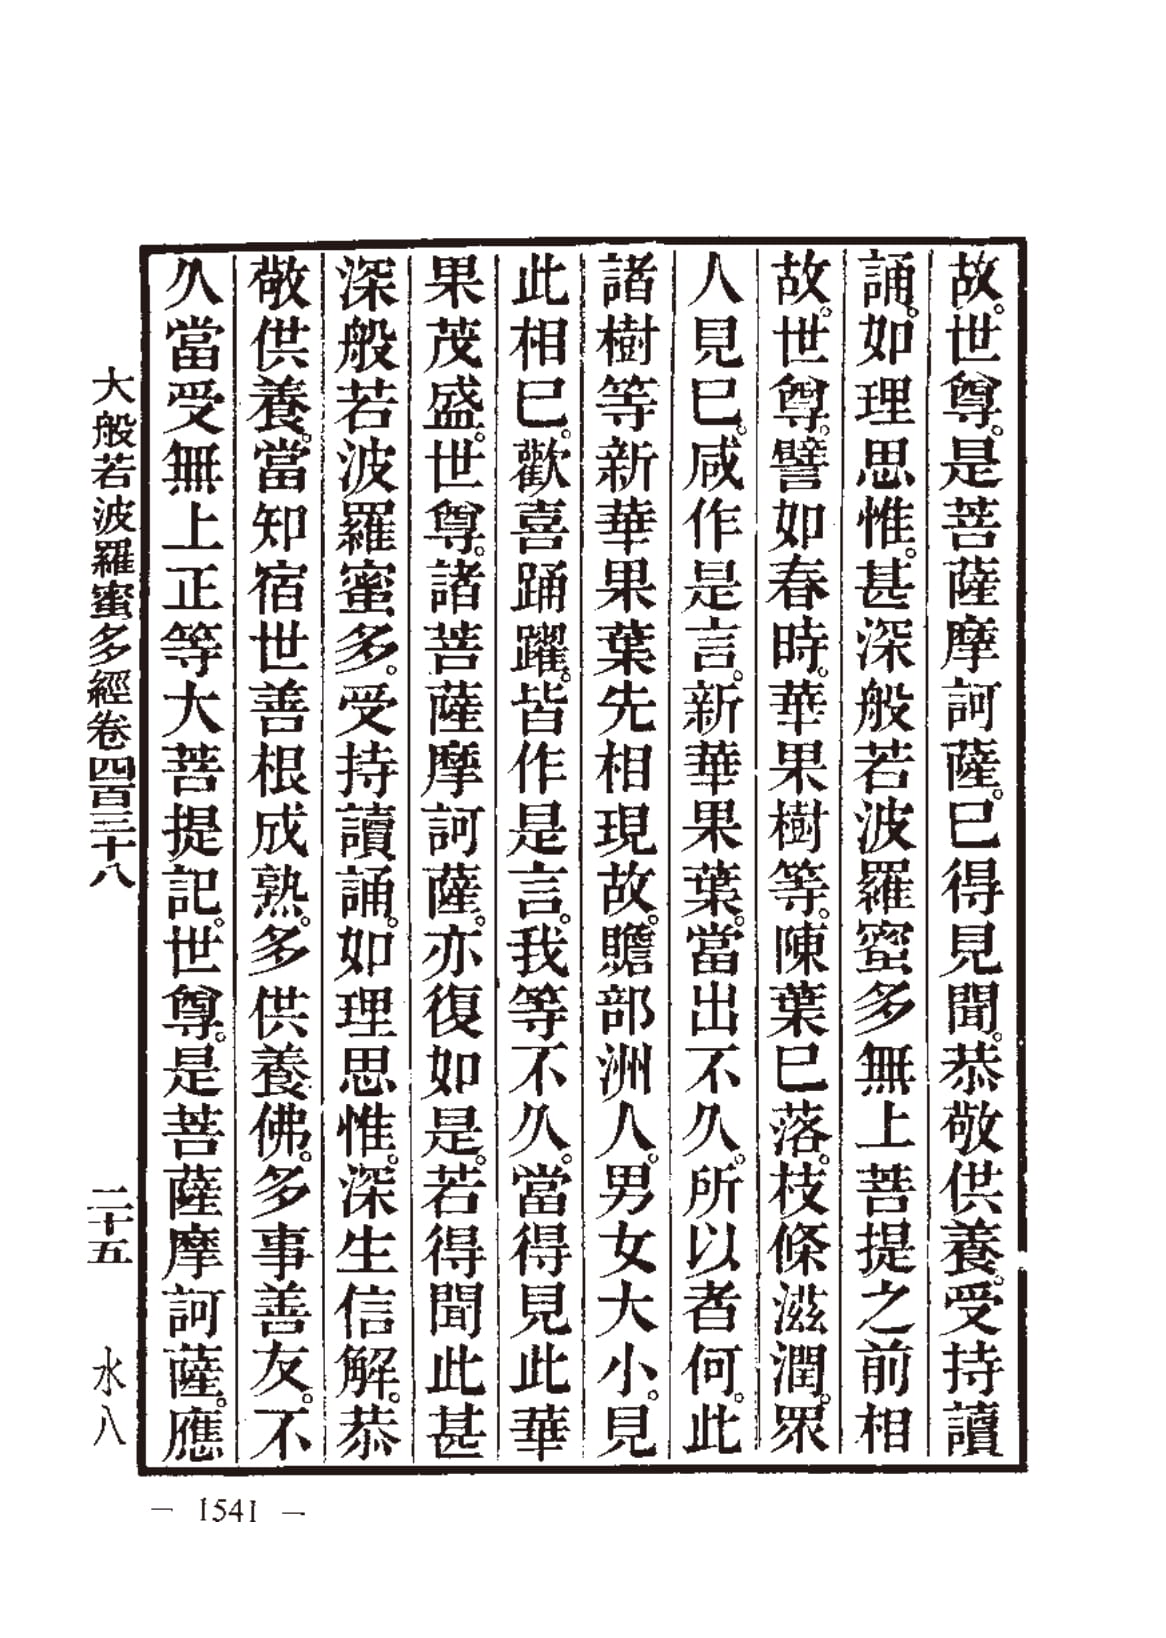 故。世尊。是菩薩摩訶薩。已得見聞。恭敬供養。受持讀
誦。如理思惟。甚深般若波羅蜜多無上菩提之前相
故。世尊。譬如春時。華果樹等。陳葉已落。枝條滋潤。眾
人見已。咸作是言。新華果葉。當出不久。所以者何。此
諸樹等新華果葉先相現故。贍部洲人。男女大小。見
此相已。歡喜踊躍。皆作是言。我等不久。當得見此華
果茂盛。世尊。諸菩薩摩訶薩。亦復如是。若得聞此甚
深般若波羅蜜多。受持讀誦。如理思惟。深生信解。恭
敬供養。當知宿世善根成熟。多供養佛。多事善友。不
久當受無上正等大菩提記。世尊。是菩薩摩訶薩。應
大般若波羅蜜多經卷四百三十八 二十五 水八
— 1541 —